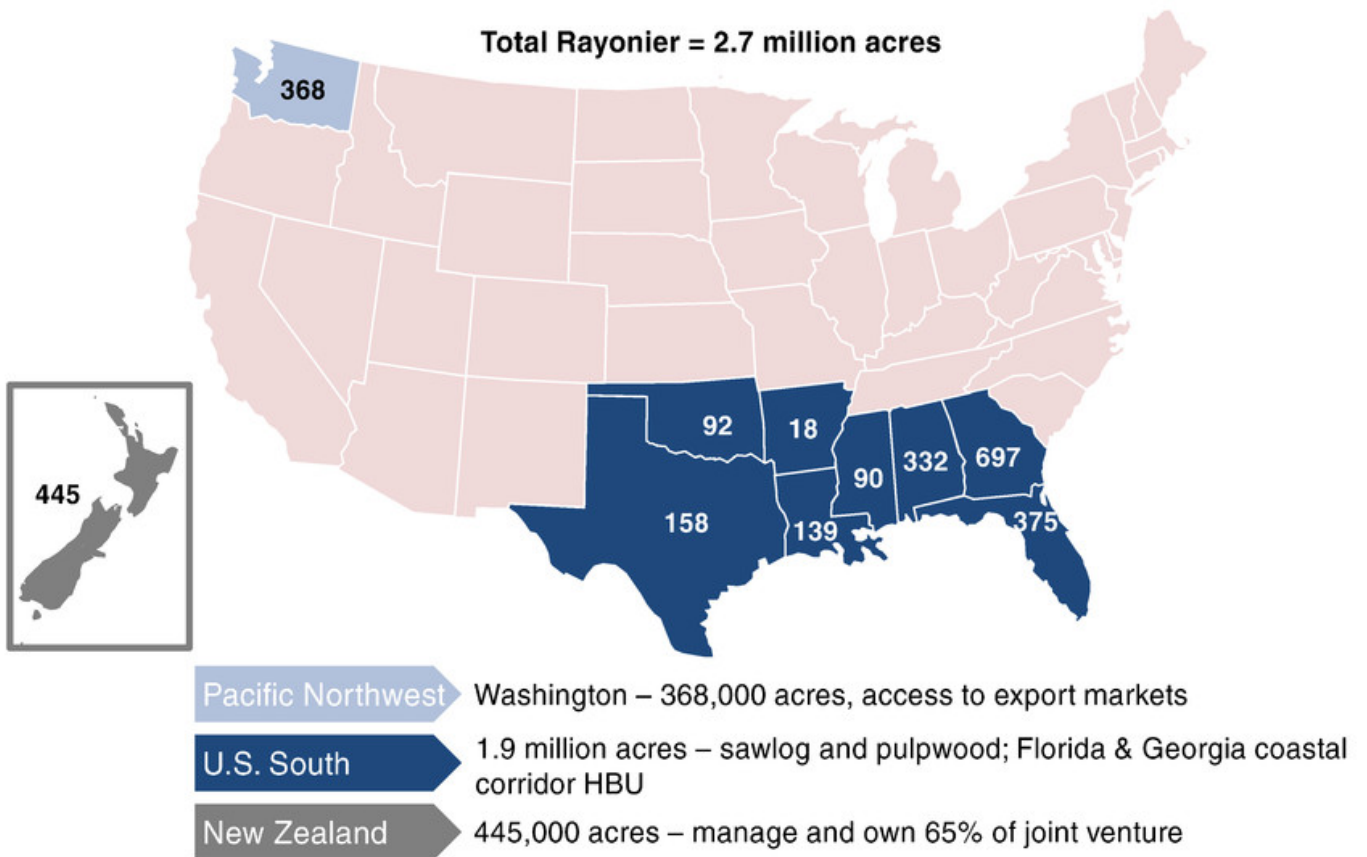 Total Rayonier = 2.7 million acres
368
92
18
90
332
697
445
158
139
375
Pacific Northwest
Washington – 368,000 acres, access to export markets
U.S. South
1.9 million acres – sawlog and pulpwood; Florida & Georgia coastal
corridor HBU
New Zealand
445,000 acres – manage and own 65% of joint venture